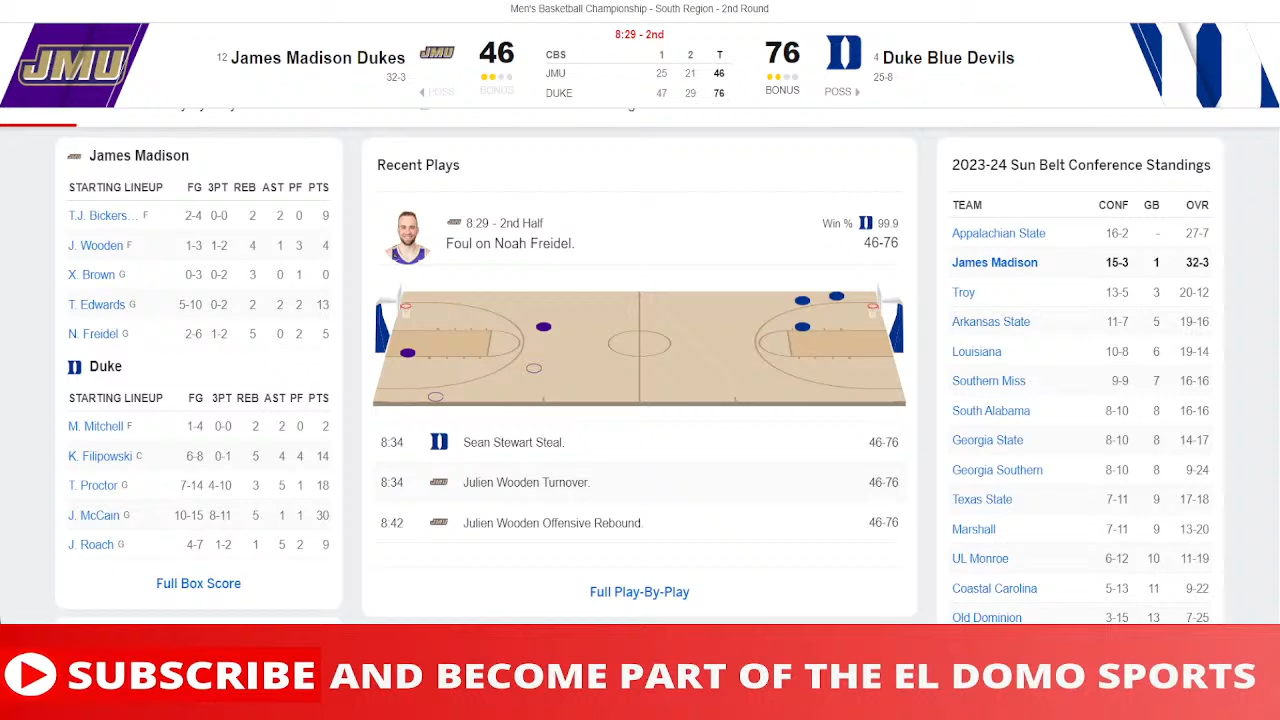 Men's Basketball Championship - South Region - 2nd Round
JMU
12 James Madison Dukes
32-3
JMU
46
POSS
BONUS
8:29 - 2nd
CBS 1 2 T
JMU 25 21 46
DUKE 47 29 76
76
BONUS
4 Duke Blue Devils
25-8
POSS
James Madison
STARTING LINEUP FG 3PT REB AST PF PTS
T.J. Bickers... F 2-4 0-0 2 2 0 9
J. Wooden F 1-3 1-2 4 1 3 4
X. Brown G 0-3 0-2 3 0 1 0
T. Edwards G 5-10 0-2 2 2 2 13
N. Freidel G 2-6 1-2 5 0 2 5
Duke
STARTING LINEUP FG 3PT REB AST PF PTS
M. Mitchell F 1-4 0-0 2 2 0 2
K. Filipowski C 6-8 0-1 5 4 4 14
T. Proctor G 7-14 4-10 3 5 1 18
J. McCain G 10-15 8-11 5 1 1 30
J. Roach G 4-7 1-2 1 5 2 9
Full Box Score
Recent Plays
8:29 - 2nd Half
Foul on Noah Freidel.
Win % 99.9
46-76
8:34 Sean Stewart Steal. 46-76
8:34 Julien Wooden Turnover. 46-76
8:42 Julien Wooden Offensive Rebound. 46-76
Full Play-By-Play
2023-24 Sun Belt Conference Standings
TEAM CONF GB OVR
Appalachian State 16-2 - 27-7
James Madison 15-3 1 32-3
Troy 13-5 3 20-12
Arkansas State 11-7 5 19-16
Louisiana 10-8 6 19-14
Southern Miss 9-9 7 16-16
South Alabama 8-10 8 16-16
Georgia State 8-10 8 14-17
Georgia Southern 8-10 8 9-24
Texas State 7-11 9 17-18
Marshall 7-11 9 13-20
UL Monroe 6-12 10 11-19
Coastal Carolina 5-13 11 9-22
Old Dominion 3-15 13 7-25
SUBSCRIBE AND BECOME PART OF THE EL DOMO SPORTS